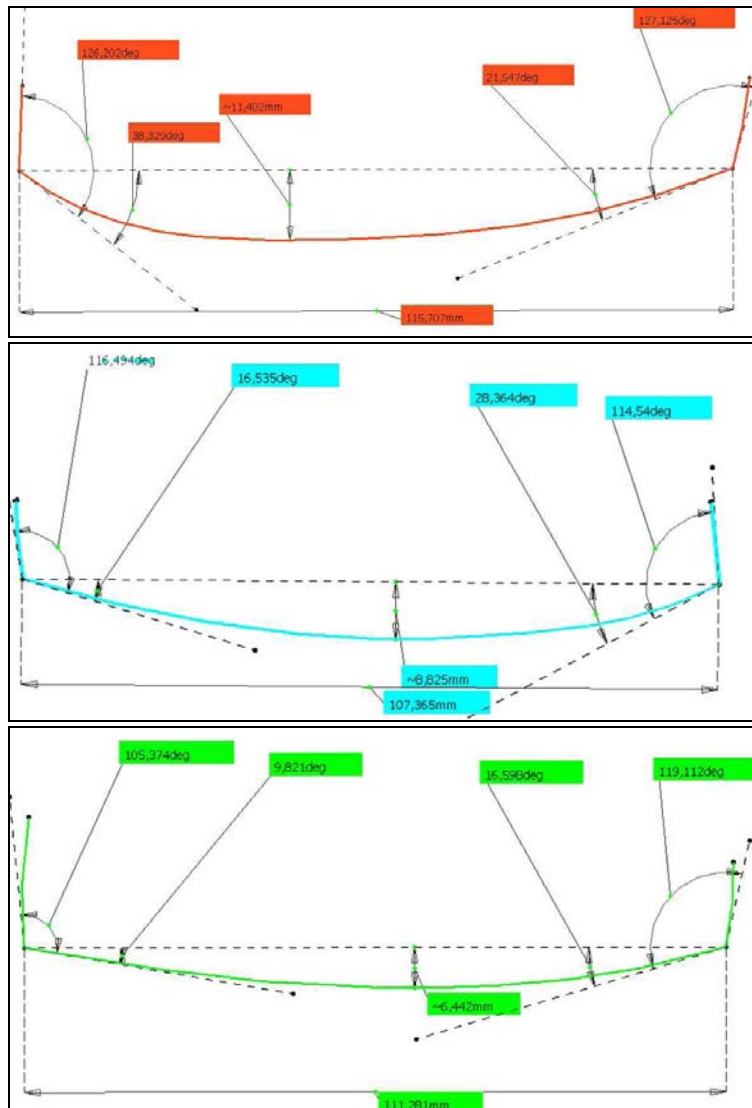 126,202deg
127,126deg
21,547deg
~11,402mm
38,329deg
115,707mm
116,494deg
16,535deg
28,364deg
114,54deg
~8,825mm
107,365mm
105,374deg
9,821deg
16,598deg
119,112deg
~6,442mm
111,281mm